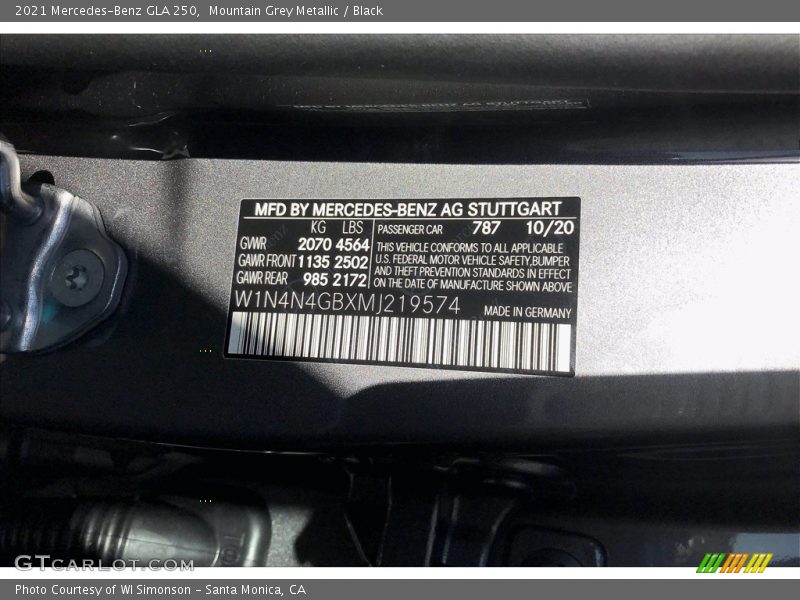 2021 Mercedes-Benz GLA 250, Mountain Grey Metallic / Black
MFD BY MERCEDES-BENZ AG STUTTGART
KG LBS
GVWR 2070 4564
GAWR FRONT 1135 2502
GAWR REAR 985 2172
PASSENGER CAR 787 10/20
THIS VEHICLE CONFORMS TO ALL APPLICABLE
U.S. FEDERAL MOTOR VEHICLE SAFETY, BUMPER
AND THEFT PREVENTION STANDARDS IN EFFECT
ON THE DATE OF MANUFACTURE SHOWN ABOVE
W1N4N4GBXMJ219574 MADE IN GERMANY
GTCARLOT.COM
Photo Courtesy of WI Simonson - Santa Monica, CA